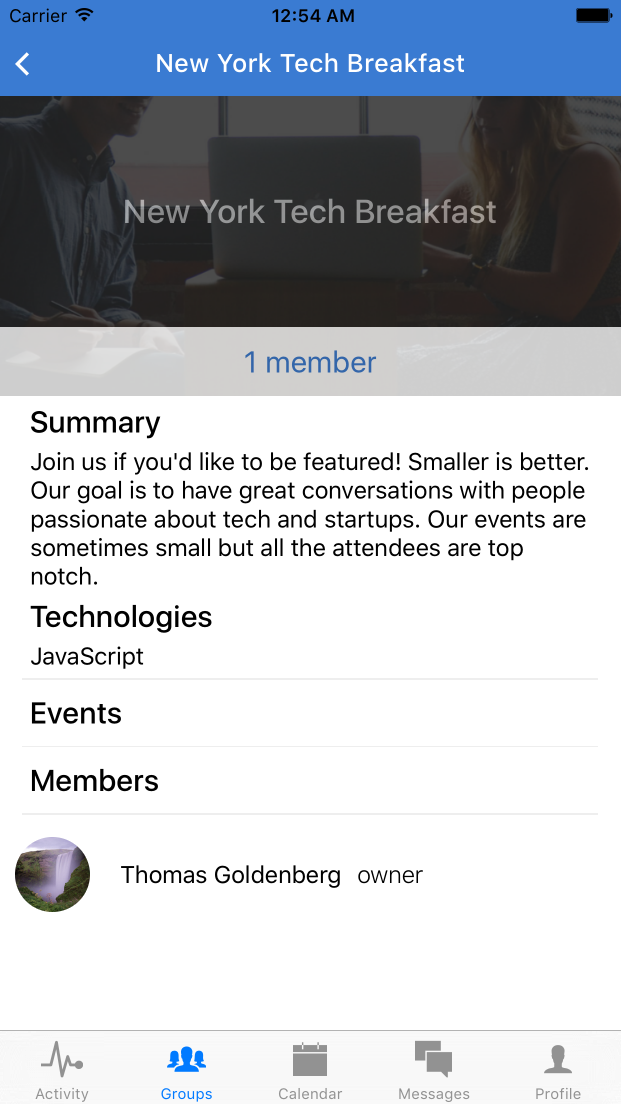 Carrier 12:54 AM
New York Tech Breakfast
New York Tech Breakfast
1 member
Summary
Join us if you'd like to be featured! Smaller is better.
Our goal is to have great conversations with people
passionate about tech and startups. Our events are
sometimes small but all the attendees are top
notch.
Technologies
JavaScript
Events
Members
Thomas Goldenberg owner
Activity Groups Calendar Messages Profile